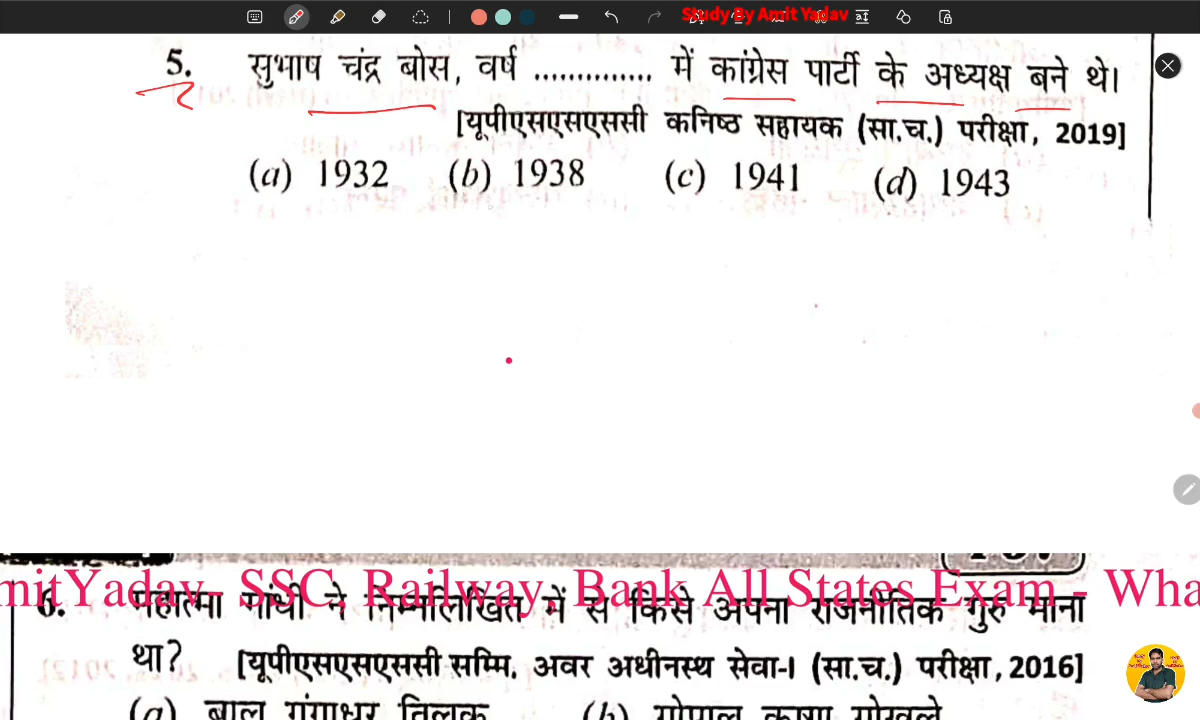 Study By Amit Yadav
5. सुभाष चंद्र बोस, वर्ष .............. में कांग्रेस पार्टी के अध्यक्ष बने थे।
[यूपीएसएसएससी कनिष्ठ सहायक (सा.च.) परीक्षा, 2019]
(a) 1932 (b) 1938 (c) 1941 (d) 1943
mitYadav- SSC, Railway, Bank All States Exam - Wha
6. महात्मा गांधी ने निम्नलिखित में से किसे अपना राजनीतिक गुरु माना
था? [यूपीएसएसएससी सम्मि. अवर अधीनस्थ सेवा-I (सा.च.) परीक्षा, 2016]
(a) बाल गंगाधर तिलक (b) गोपाल कृष्ण गोखले